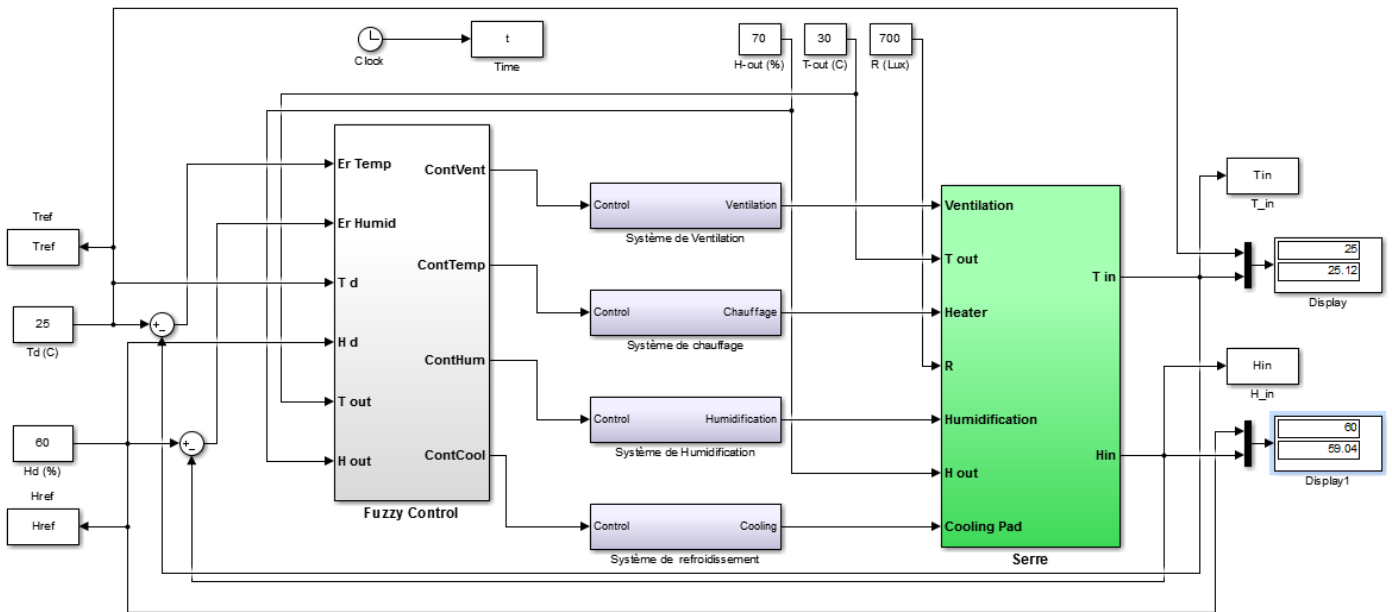 Clock
t
Time
70
H-out (%)
30
T-out (C)
700
R (Lux)
Tref
Tref
25
Td (C)
60
Hd (%)
Href
Href
+
-
+
-
Er Temp
Er Humid
T d
H d
T out
H out
ContVent
ContTemp
ContHum
ContCool
Fuzzy Control
Control
Ventilation
Système de Ventilation
Control
Chauffage
Système de chauffage
Control
Humidification
Système de Humidification
Control
Cooling
Système de refroidissement
Ventilation
T out
Heater
R
Humidification
H out
Cooling Pad
T in
Hin
Serre
Tin
T_in
25
25.12
Display
Hin
H_in
60
59.04
Display1